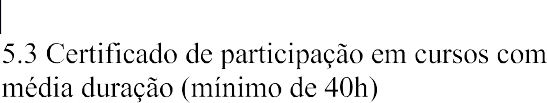 5.3 Certificado de participação em cursos com
média duração (mínimo de 40h)